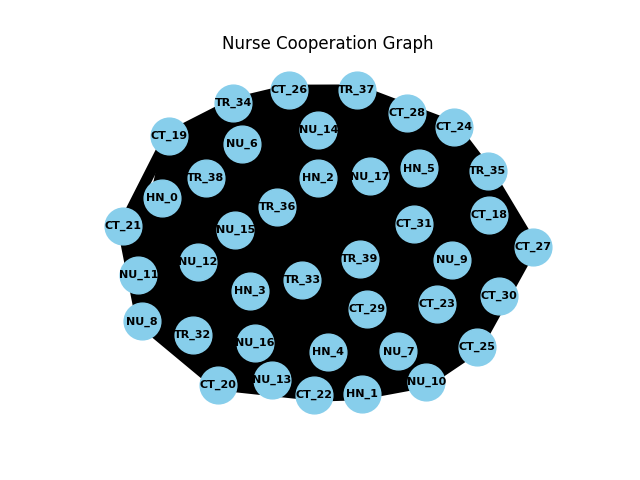 Nurse Cooperation Graph
CT_26
TR_37
TR_34
CT_28
CT_24
NU_14
CT_19
NU_6
HN_5
TR_35
NU_17
TR_38
HN_2
HN_0
TR_36
CT_18
CT_31
CT_21
NU_15
CT_27
TR_39
NU_9
NU_12
NU_11
TR_33
HN_3
CT_30
CT_23
CT_29
NU_8
TR_32
NU_16
CT_25
HN_4
NU_7
NU_13
NU_10
CT_20
HN_1
CT_22